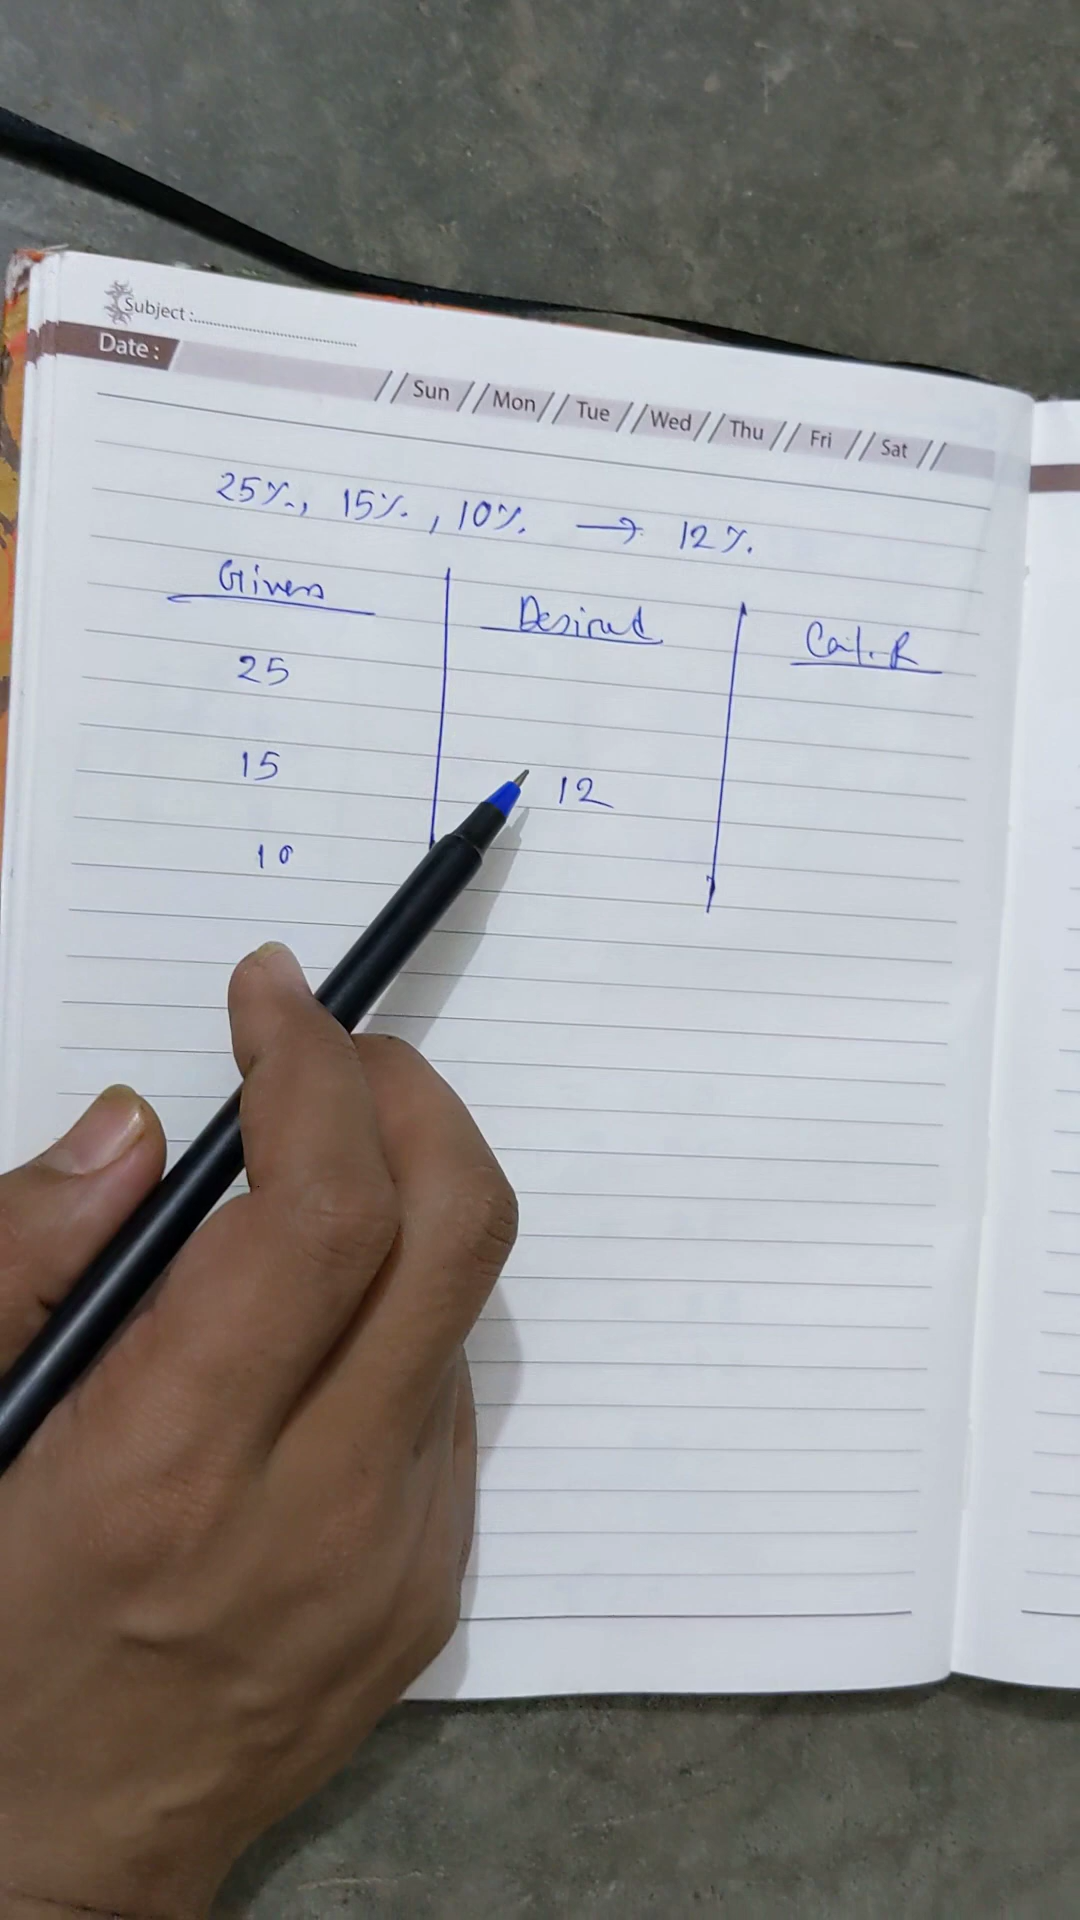 Subject :
Date :
// Sun // Mon // Tue // Wed // Thu // Fri // Sat //
25%., 15%., 10%. → 12%.
Given Desired Cal. R
25
15 12
10